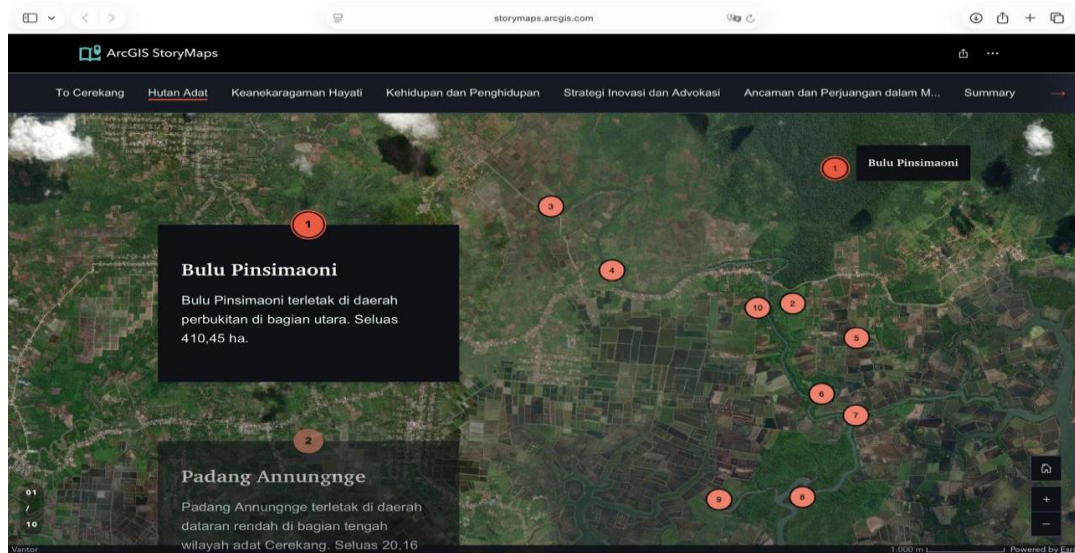 storymaps.arcgis.com
ArcGIS StoryMaps
To Cerekang
Hutan Adat
Keanekaragaman Hayati
Kehidupan dan Penghidupan
Strategi Inovasi dan Advokasi
Ancaman dan Perjuangan dalam M...
Summary
1
Bulu Pinsimaoni
3
4
10
2
5
6
7
9
8
1
Bulu Pinsimaoni
Bulu Pinsimaoni terletak di daerah
perbukitan di bagian utara. Seluas
410,45 ha.
2
Padang Annungnge
Padang Annungnge terletak di daerah
dataran rendah di bagian tengah
wilayah adat Cerekang. Seluas 20,16
01
/
10
Vantor
1.000 m
Powered by Esri